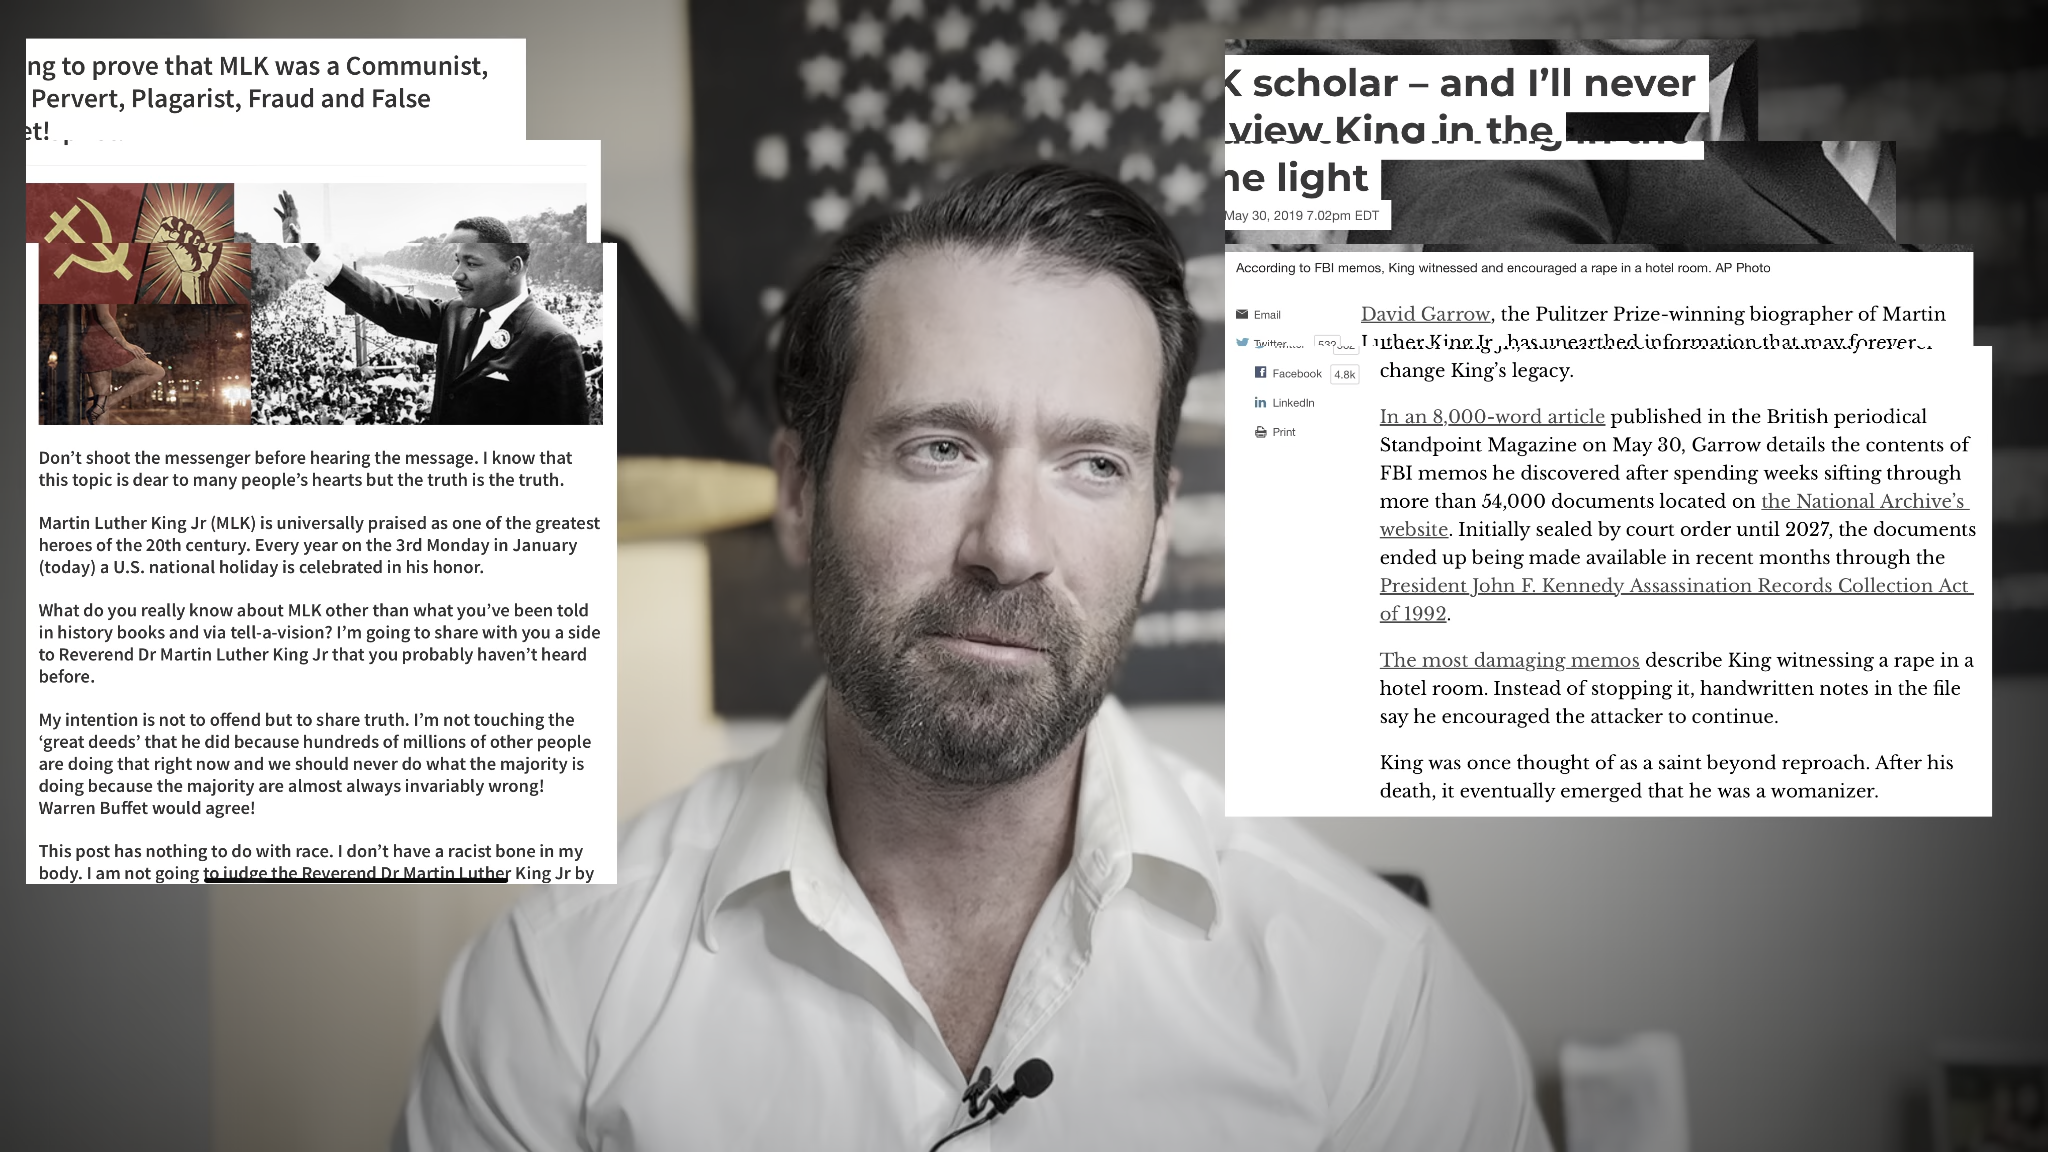 ng to prove that MLK was a Communist,
Pervert, Plagarist, Fraud and False
et!
Don't shoot the messenger before hearing the message. I know that
this topic is dear to many people's hearts but the truth is the truth.
Martin Luther King Jr (MLK) is universally praised as one of the greatest
heroes of the 20th century. Every year on the 3rd Monday in January
(today) a U.S. national holiday is celebrated in his honor.
What do you really know about MLK other than what you've been told
in history books and via tell-a-vision? I'm going to share with you a side
to Reverend Dr Martin Luther King Jr that you probably haven't heard
before.
My intention is not to offend but to share truth. I'm not touching the
‘great deeds’ that he did because hundreds of millions of other people
are doing that right now and we should never do what the majority is
doing because the majority are almost always invariably wrong!
Warren Buffet would agree!
This post has nothing to do with race. I don't have a racist bone in my
body. I am not going to judge the Reverend Dr Martin Luther King Jr by
K scholar – and I'll never
view King in the
ne light
May 30, 2019 7.02pm EDT
According to FBI memos, King witnessed and encouraged a rape in a hotel room. AP Photo
Email
Twitter
Facebook 4.8k
LinkedIn
Print
David Garrow, the Pulitzer Prize-winning biographer of Martin
Luther King Jr., has unearthed information that may forever
change King's legacy.
In an 8,000-word article published in the British periodical
Standpoint Magazine on May 30, Garrow details the contents of
FBI memos he discovered after spending weeks sifting through
more than 54,000 documents located on the National Archive's
website. Initially sealed by court order until 2027, the documents
ended up being made available in recent months through the
President John F. Kennedy Assassination Records Collection Act
of 1992.
The most damaging memos describe King witnessing a rape in a
hotel room. Instead of stopping it, handwritten notes in the file
say he encouraged the attacker to continue.
King was once thought of as a saint beyond reproach. After his
death, it eventually emerged that he was a womanizer.